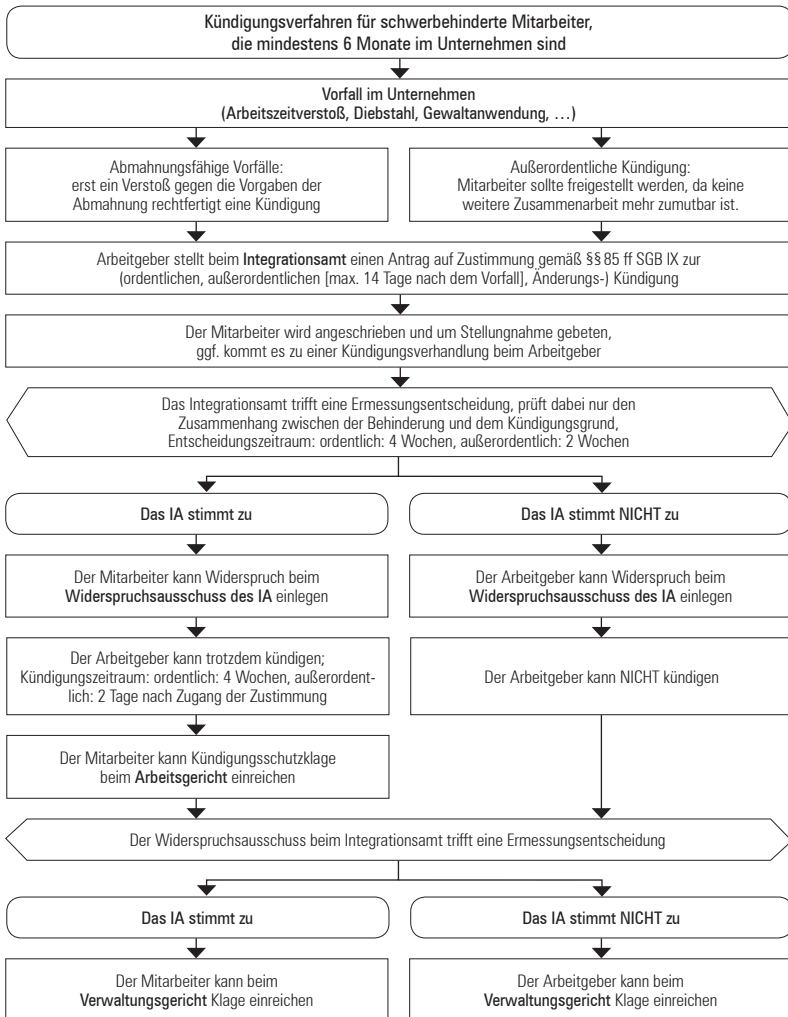 Kündigungsverfahren für schwerbehinderte Mitarbeiter,
die mindestens 6 Monate im Unternehmen sind
Vorfall im Unternehmen
(Arbeitszeitverstoß, Diebstahl, Gewaltanwendung, …)
Abmahnungsfähige Vorfälle:
erst ein Verstoß gegen die Vorgaben der
Abmahnung rechtfertigt eine Kündigung
Außerordentliche Kündigung:
Mitarbeiter sollte freigestellt werden, da keine
weitere Zusammenarbeit mehr zumutbar ist.
Arbeitgeber stellt beim Integrationsamt einen Antrag auf Zustimmung gemäß §§ 85 ff SGB IX zur
(ordentlichen, außerordentlichen [max. 14 Tage nach dem Vorfall], Änderungs-) Kündigung
Der Mitarbeiter wird angeschrieben und um Stellungnahme gebeten,
ggf. kommt es zu einer Kündigungsverhandlung beim Arbeitgeber
Das Integrationsamt trifft eine Ermessungsentscheidung, prüft dabei nur den
Zusammenhang zwischen der Behinderung und dem Kündigungsgrund,
Entscheidungszeitraum: ordentlich: 4 Wochen, außerordentlich: 2 Wochen
Das IA stimmt zu
Das IA stimmt NICHT zu
Der Mitarbeiter kann Widerspruch beim
Widerspruchsausschuss des IA einlegen
Der Arbeitgeber kann Widerspruch beim
Widerspruchsausschuss des IA einlegen
Der Arbeitgeber kann trotzdem kündigen;
Kündigungszeitraum: ordentlich: 4 Wochen, außerordent-
lich: 2 Tage nach Zugang der Zustimmung
Der Arbeitgeber kann NICHT kündigen
Der Mitarbeiter kann Kündigungsschutzklage
beim Arbeitsgericht einreichen
Der Widerspruchsausschuss beim Integrationsamt trifft eine Ermessungsentscheidung
Das IA stimmt zu
Das IA stimmt NICHT zu
Der Mitarbeiter kann beim
Verwaltungsgericht Klage einreichen
Der Arbeitgeber kann beim
Verwaltungsgericht Klage einreichen